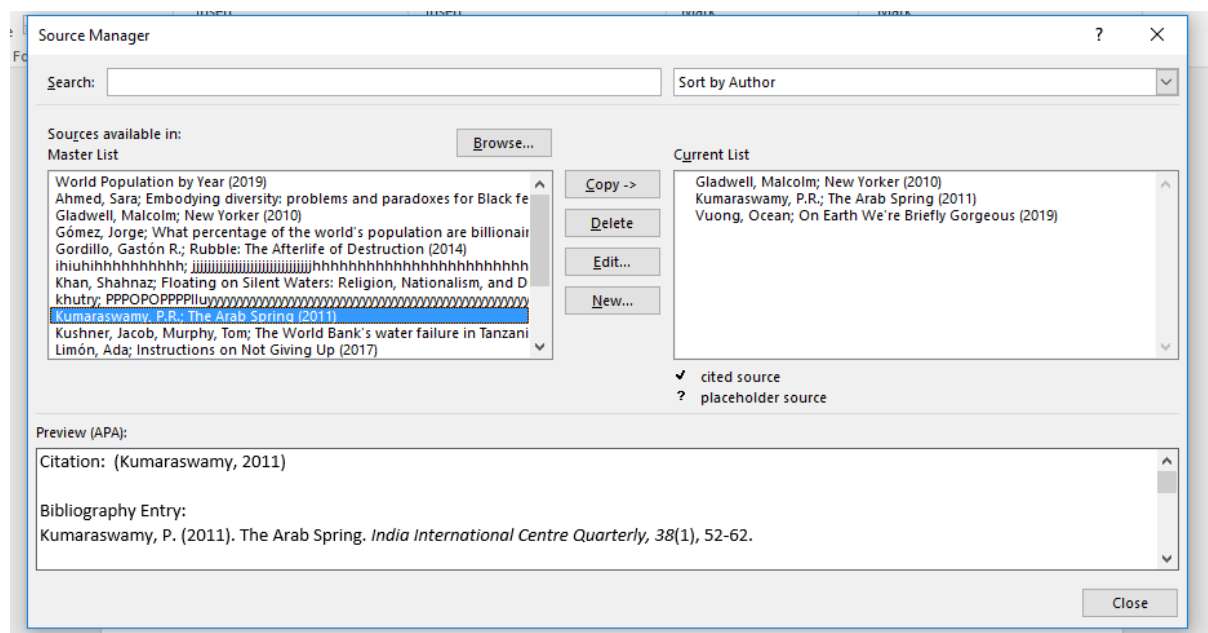 Source Manager
?
Search:
Sort by Author
Sources available in:
Master List
Browse...
Current List
World Population by Year (2019)
Ahmed, Sara; Embodying diversity: problems and paradoxes for Black fe
Gladwell, Malcolm; New Yorker (2010)
Gómez, Jorge; What percentage of the world's population are billionair
Gordillo, Gastón R.; Rubble: The Afterlife of Destruction (2014)
Khan, Shahnaz; Floating on Silent Waters: Religion, Nationalism, and D
khutry;
Kumaraswamy, P.R.; The Arab Spring (2011)
Kushner, Jacob, Murphy, Tom; The World Bank's water failure in Tanzani
Limón, Ada; Instructions on Not Giving Up (2017)
Copy ->
Delete
Edit...
New...
Gladwell, Malcolm; New Yorker (2010)
Kumaraswamy, P.R.; The Arab Spring (2011)
Vuong, Ocean; On Earth We're Briefly Gorgeous (2019)
✓ cited source
? placeholder source
Preview (APA):
Citation: (Kumaraswamy, 2011)
Bibliography Entry:
Kumaraswamy, P. (2011). The Arab Spring. India International Centre Quarterly, 38(1), 52-62.
Close